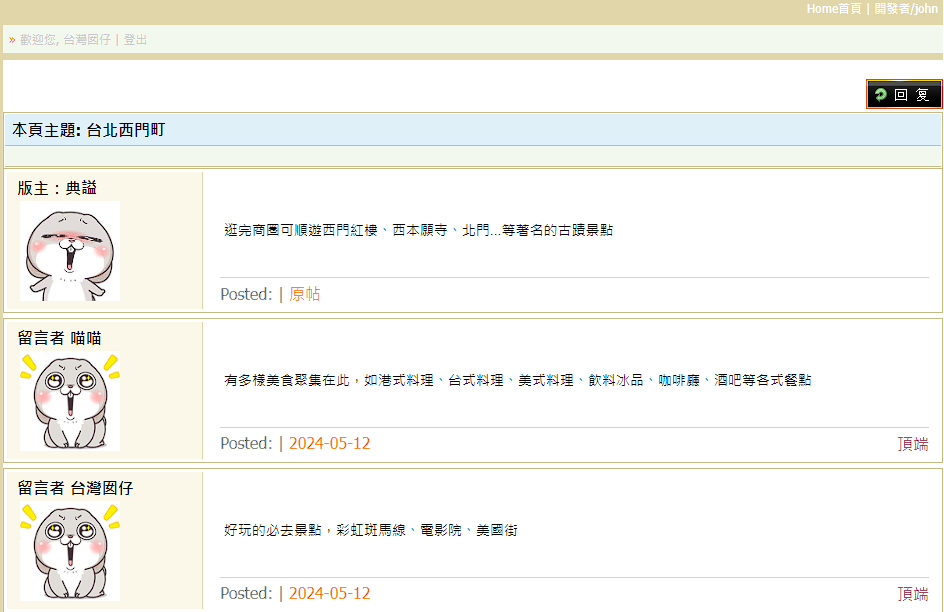 Home首頁 | 開發者/john
» 歡迎您, 台灣囡仔 | 登出
回 复
本頁主題: 台北西門町
版主：典謚
逛完商圈可順遊西門紅樓、西本願寺、北門...等著名的古蹟景點
Posted: | 原帖
留言者 喵喵
有多樣美食聚集在此，如港式料理、台式料理、美式料理、飲料冰品、咖啡廳、酒吧等各式餐點
Posted: | 2024-05-12 頂端
留言者 台灣囡仔
好玩的必去景點，彩虹斑馬線、電影院、美國街
Posted: | 2024-05-12 頂端